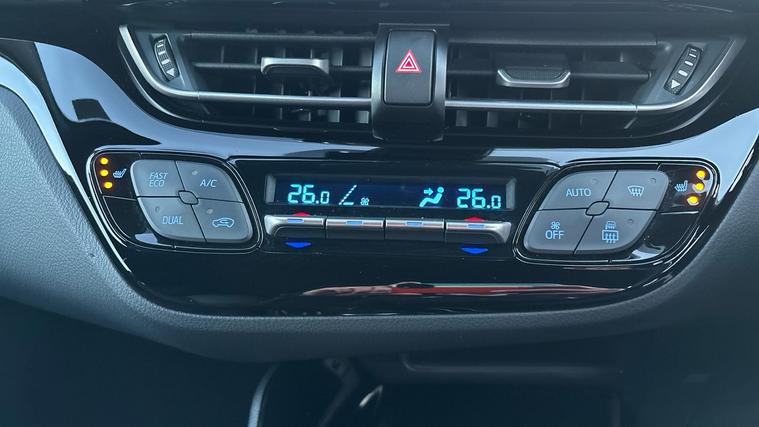 FAST
ECO
A/C
DUAL
26.0
26.0
AUTO
OFF